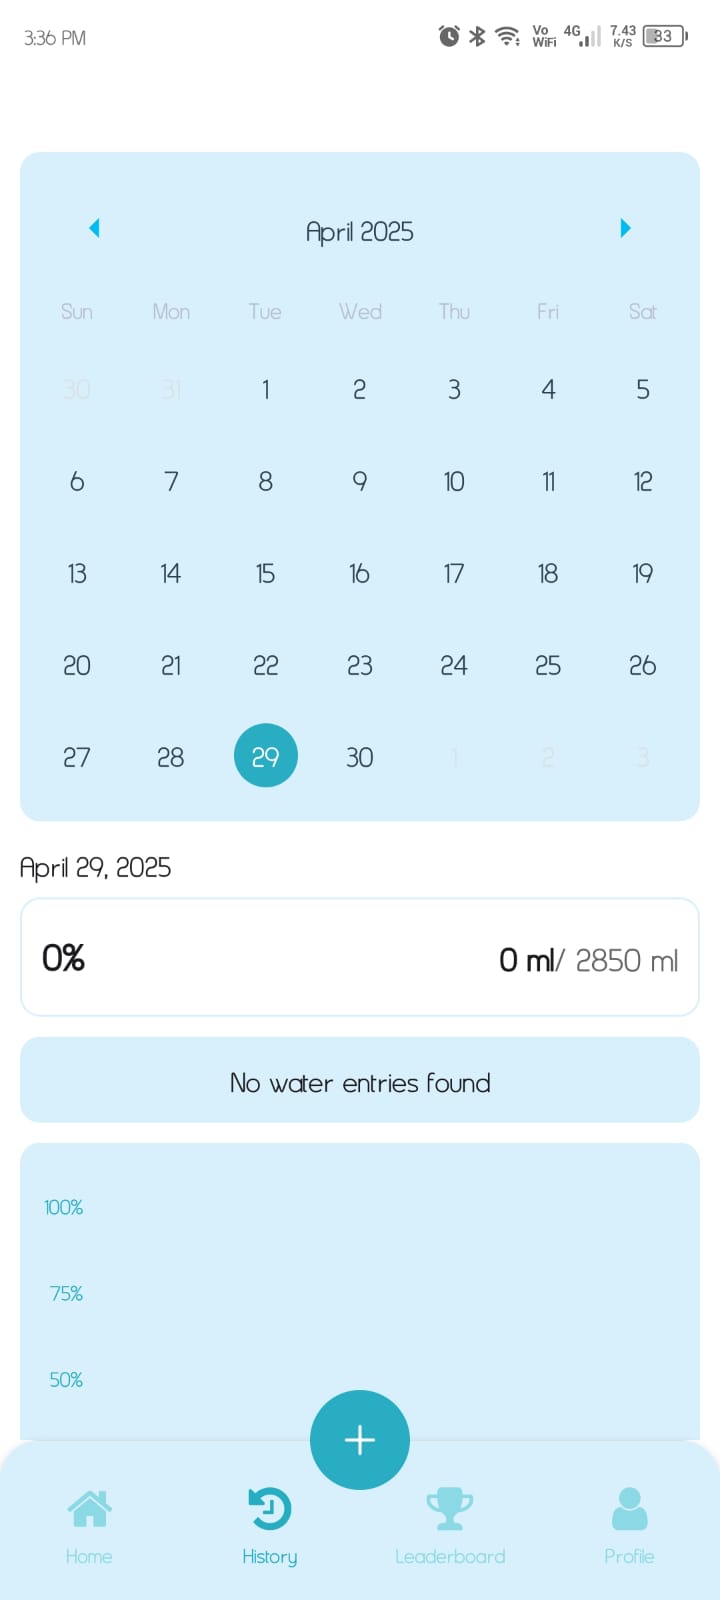 3:36 PM Vo WiFi 4G 7.43 K/S 33
April 2025
Sun Mon Tue Wed Thu Fri Sat
30 31 1 2 3 4 5
6 7 8 9 10 11 12
13 14 15 16 17 18 19
20 21 22 23 24 25 26
27 28 29 30 1 2 3
April 29, 2025
0% 0 ml/ 2850 ml
No water entries found
100%
75%
50%
Home History Leaderboard Profile